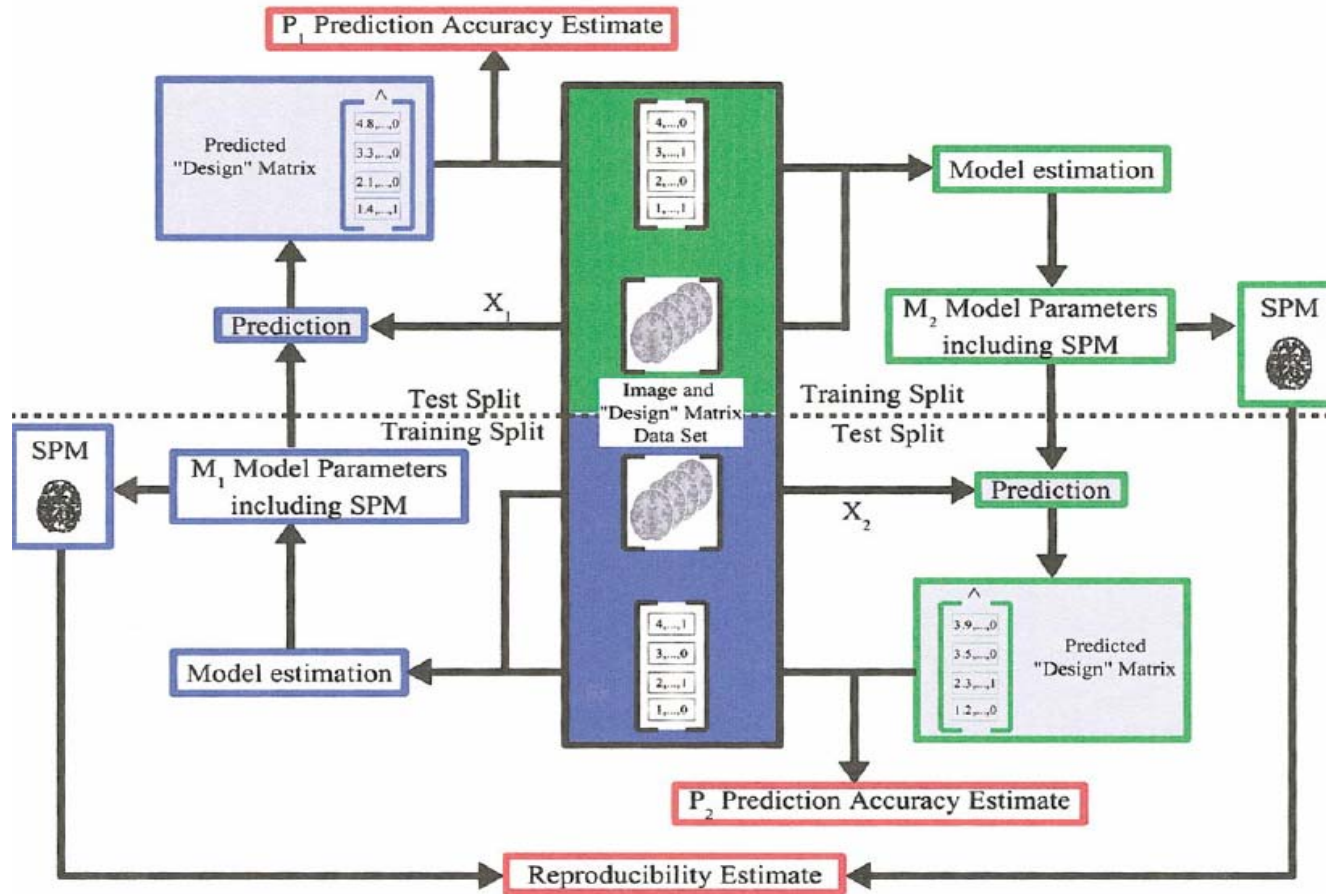 P1 Prediction Accuracy Estimate
^
Predicted
"Design" Matrix
4.8,...,0
3.3,...,0
2.1,...,0
1.4,...,1
4,...,0
3,...,1
2,...,0
1,...,1
Model estimation
Prediction
X1
M2 Model Parameters
including SPM
SPM
Image and
"Design" Matrix
Data Set
Test Split
Training Split
Training Split
Test Split
SPM
M1 Model Parameters
including SPM
X2
Prediction
Model estimation
4,...,1
3,...,0
2,...,1
1,...,0
^
3.9,...,0
3.5,...,0
2.3,...,1
1.2,...,0
Predicted
"Design" Matrix
P2 Prediction Accuracy Estimate
Reproducibility Estimate